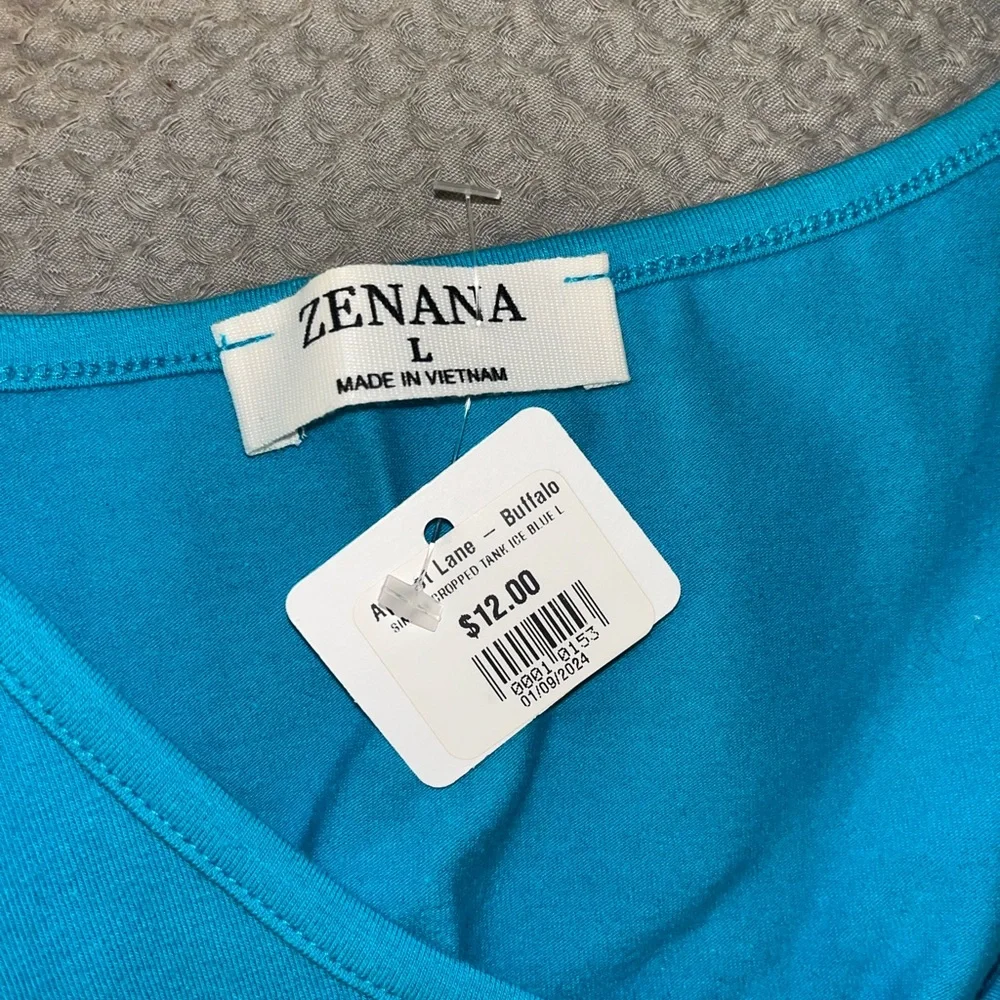 ZENANA
L
MADE IN VIETNAM
Lane — Buffalo
CROPPED TANK ICE BLUE L
$12.00
0001 0153
01/09/2024